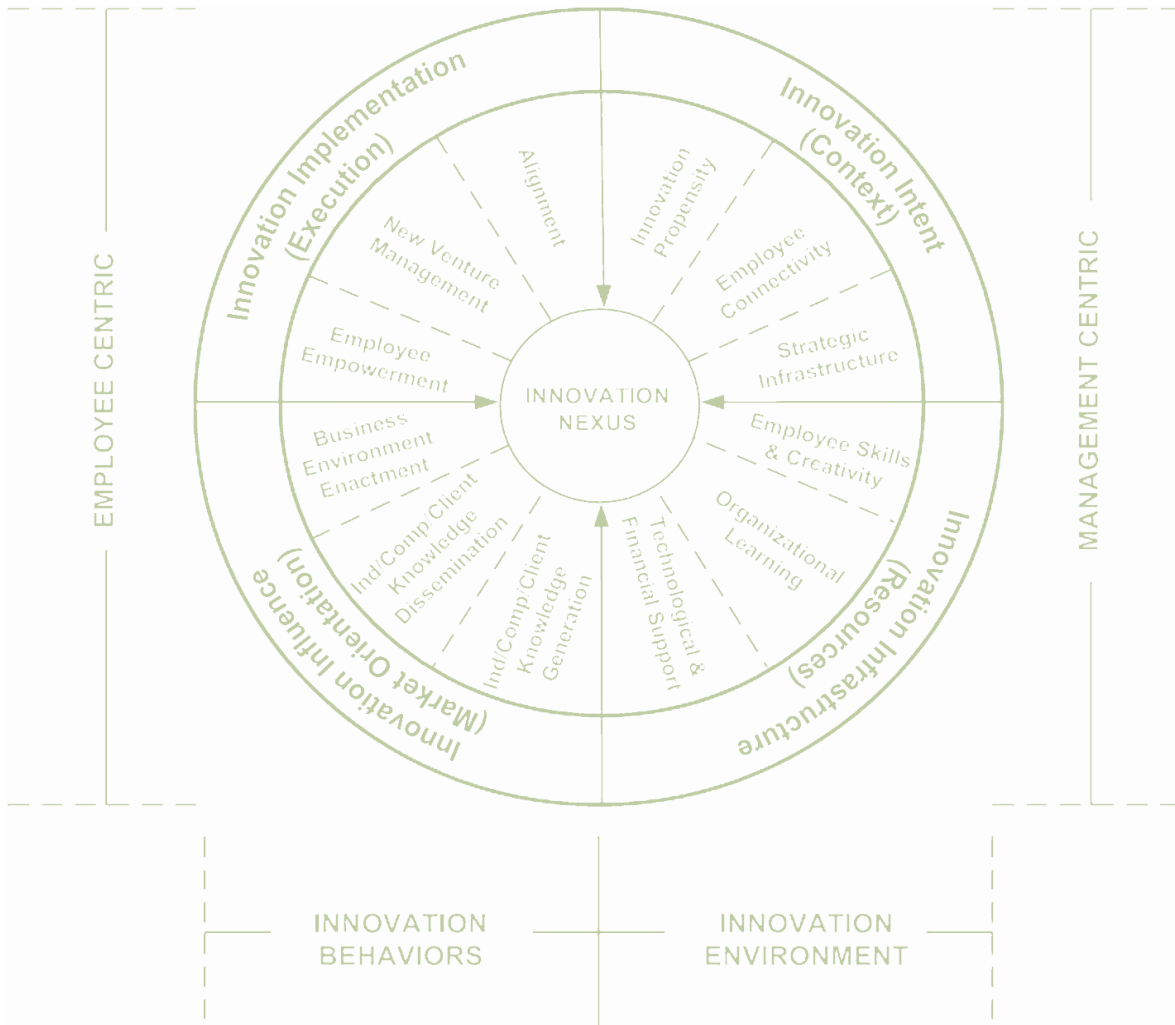 Innovation Implementation
(Execution)
Innovation Intent
(Context)
Alignment
Innovation
Propensity
New Venture
Management
Employee
Connectivity
Employee
Empowerment
Strategic
Infrastructure
INNOVATION
NEXUS
Business
Environment
Enactment
Employee Skills
& Creativity
Ind/Comp/Client
Knowledge
Dissemination
Organizational
Learning
Ind/Comp/Client
Knowledge
Generation
Technological &
Financial Support
Innovation Influence
(Market Orientation)
Innovation Infrastructure
(Resources)
EMPLOYEE CENTRIC
MANAGEMENT CENTRIC
INNOVATION
BEHAVIORS
INNOVATION
ENVIRONMENT